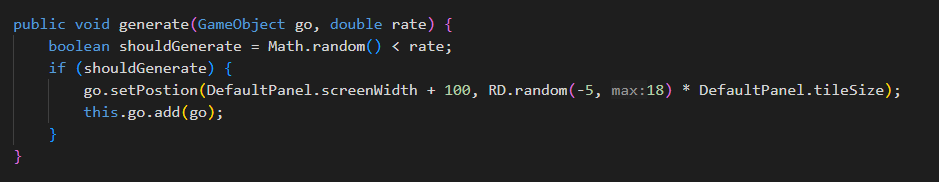 public void generate(GameObject go, double rate) {
    boolean shouldGenerate = Math.random() < rate;
    if (shouldGenerate) {
        go.setPostion(DefaultPanel.screenWidth + 100, RD.random(-5, max:18) * DefaultPanel.tileSize);
        this.go.add(go);
    }
}